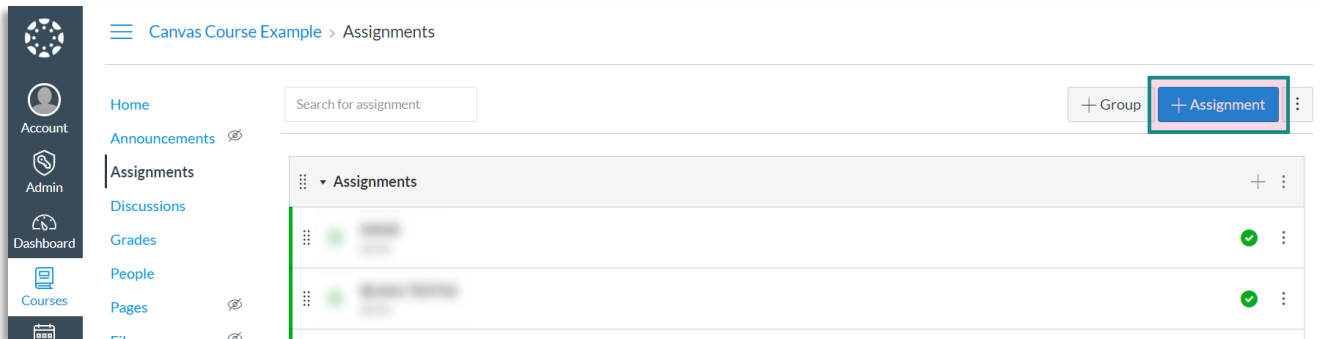 Canvas Course Example > Assignments
Account
Admin
Dashboard
Courses
Home
Announcements
Assignments
Discussions
Grades
People
Pages
Search for assignment
+ Group
+ Assignment
Assignments